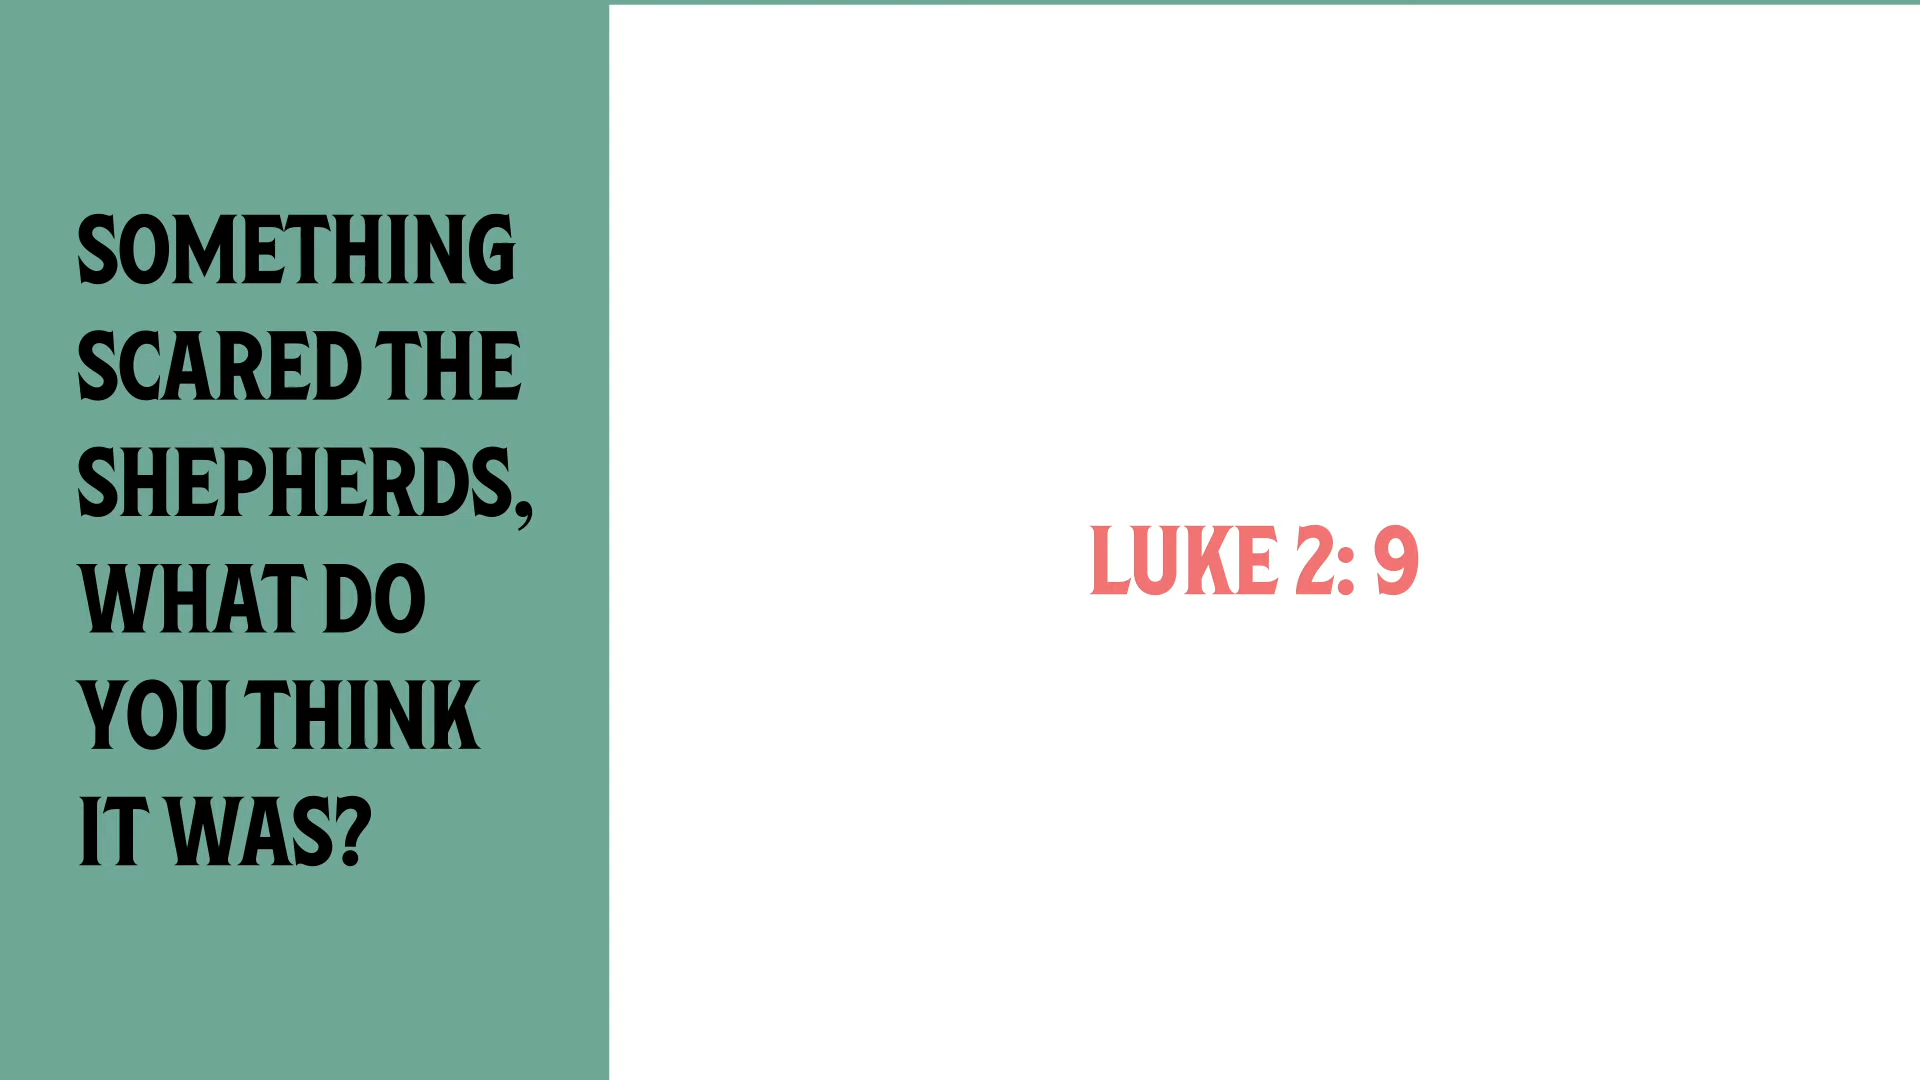 SOMETHING
SCARED THE
SHEPHERDS,
WHAT DO
YOU THINK
IT WAS?
LUKE 2: 9